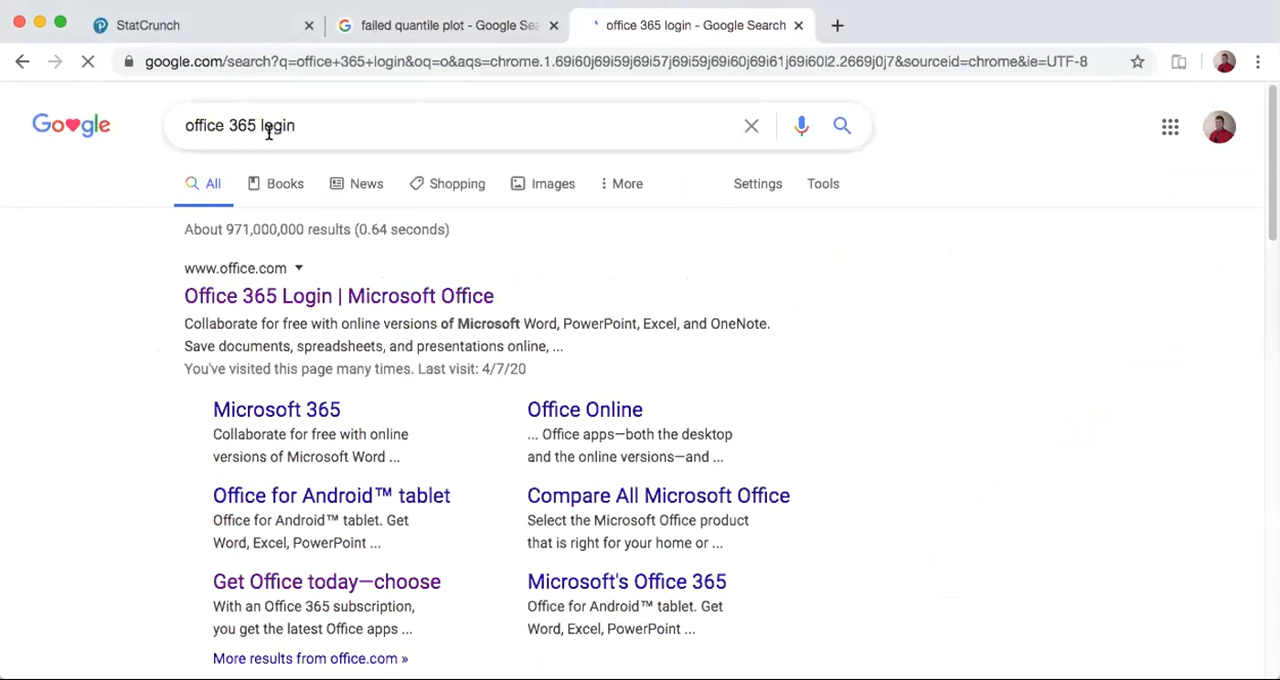 StatCrunch
failed quantile plot - Google Sea
office 365 login - Google Search
google.com/search?q=office+365+login&oq=o&aqs=chrome.1.69i60j69i59j69i57j69i59j69i60j69i61j69i60l2.2669j0j7&sourceid=chrome&ie=UTF-8
Google
office 365 login
All
Books
News
Shopping
Images
More
Settings
Tools
About 971,000,000 results (0.64 seconds)
www.office.com
Office 365 Login | Microsoft Office
Collaborate for free with online versions of Microsoft Word, PowerPoint, Excel, and OneNote.
Save documents, spreadsheets, and presentations online, ...
You've visited this page many times. Last visit: 4/7/20
Microsoft 365
Collaborate for free with online
versions of Microsoft Word ...
Office Online
... Office apps—both the desktop
and the online versions—and ...
Office for Android™ tablet
Office for Android™ tablet. Get
Word, Excel, PowerPoint ...
Compare All Microsoft Office
Select the Microsoft Office product
that is right for your home or ...
Get Office today—choose
With an Office 365 subscription,
you get the latest Office apps ...
Microsoft's Office 365
Office for Android™ tablet. Get
Word, Excel, PowerPoint ...
More results from office.com »